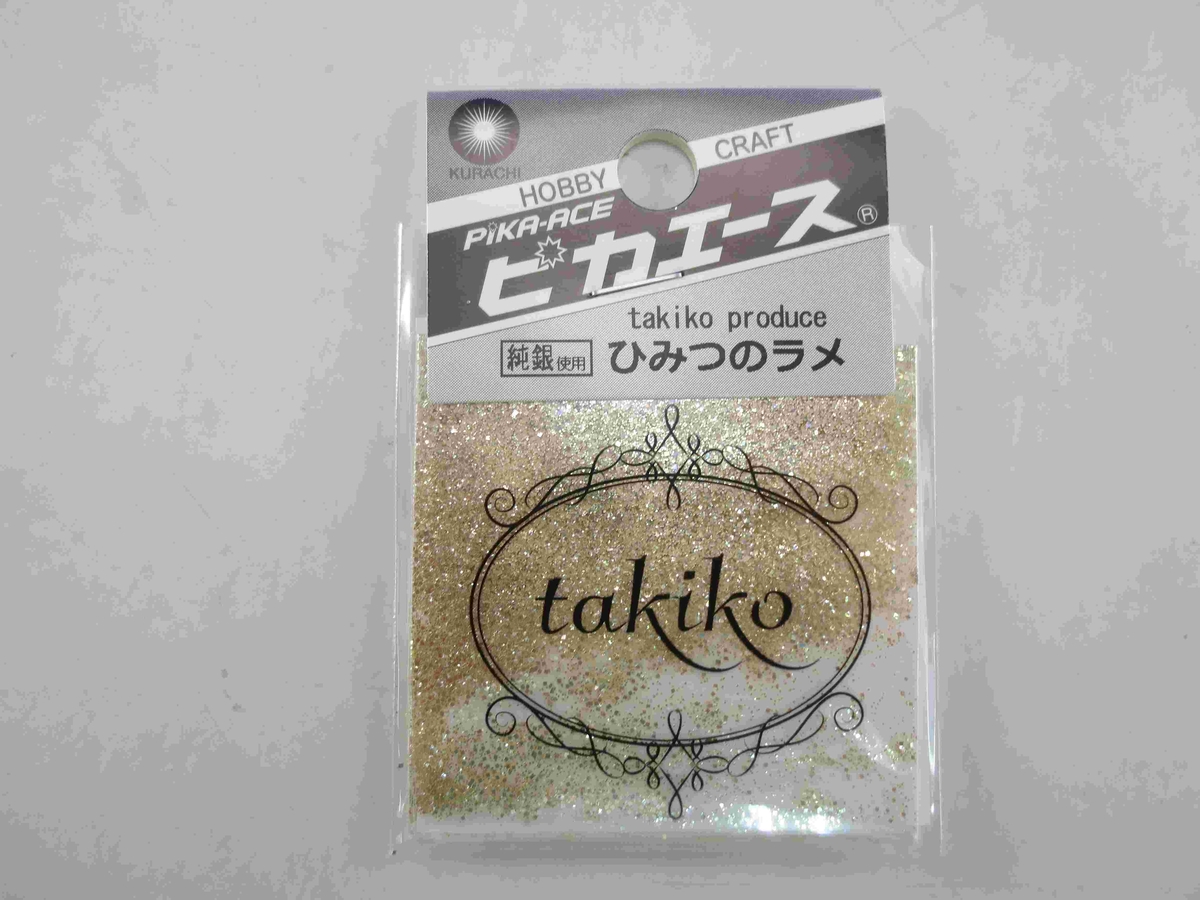 KURACHI
HOBBY CRAFT
PIKA-ACE
ピカエース®
takiko produce
純銀使用 ひみつのラメ
takiko